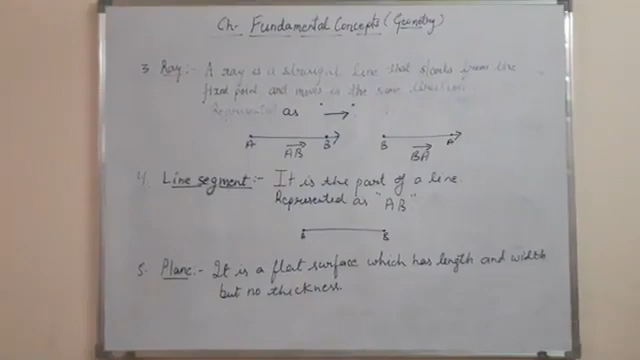 Ch- Fundamental Concepts (Geometry)
3. Ray:- A ray is a straight line that starts from the
fixed point and moves in the same direction.
Represented as " → "
A B B A
AB BA
4. Line segment:- It is the part of a line.
Represented as "AB"
A B
5. Plane:- It is a flat surface which has length and width
but no thickness.